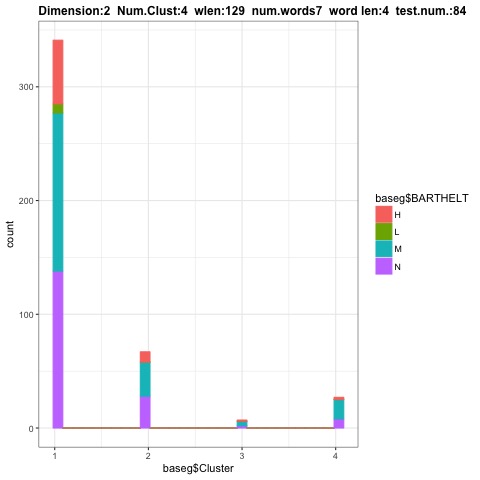 Dimension:2 Num.Clust:4 wlen:129 num.words7 word len:4 test.num.:84
300
200
100
0
count
1 2 3 4
baseg$Cluster
baseg$BARTHELT
H
L
M
N